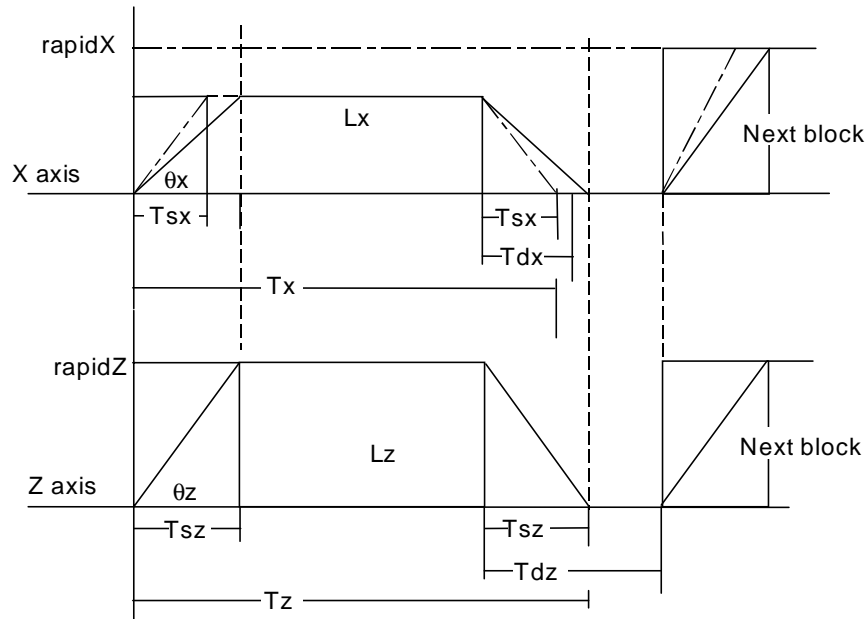 rapidX
Lx
Next block
X axis
θx
Tsx
Tsx
Tdx
Tx
rapidZ
Lz
Next block
Z axis
θz
Tsz
Tsz
Tdz
Tz